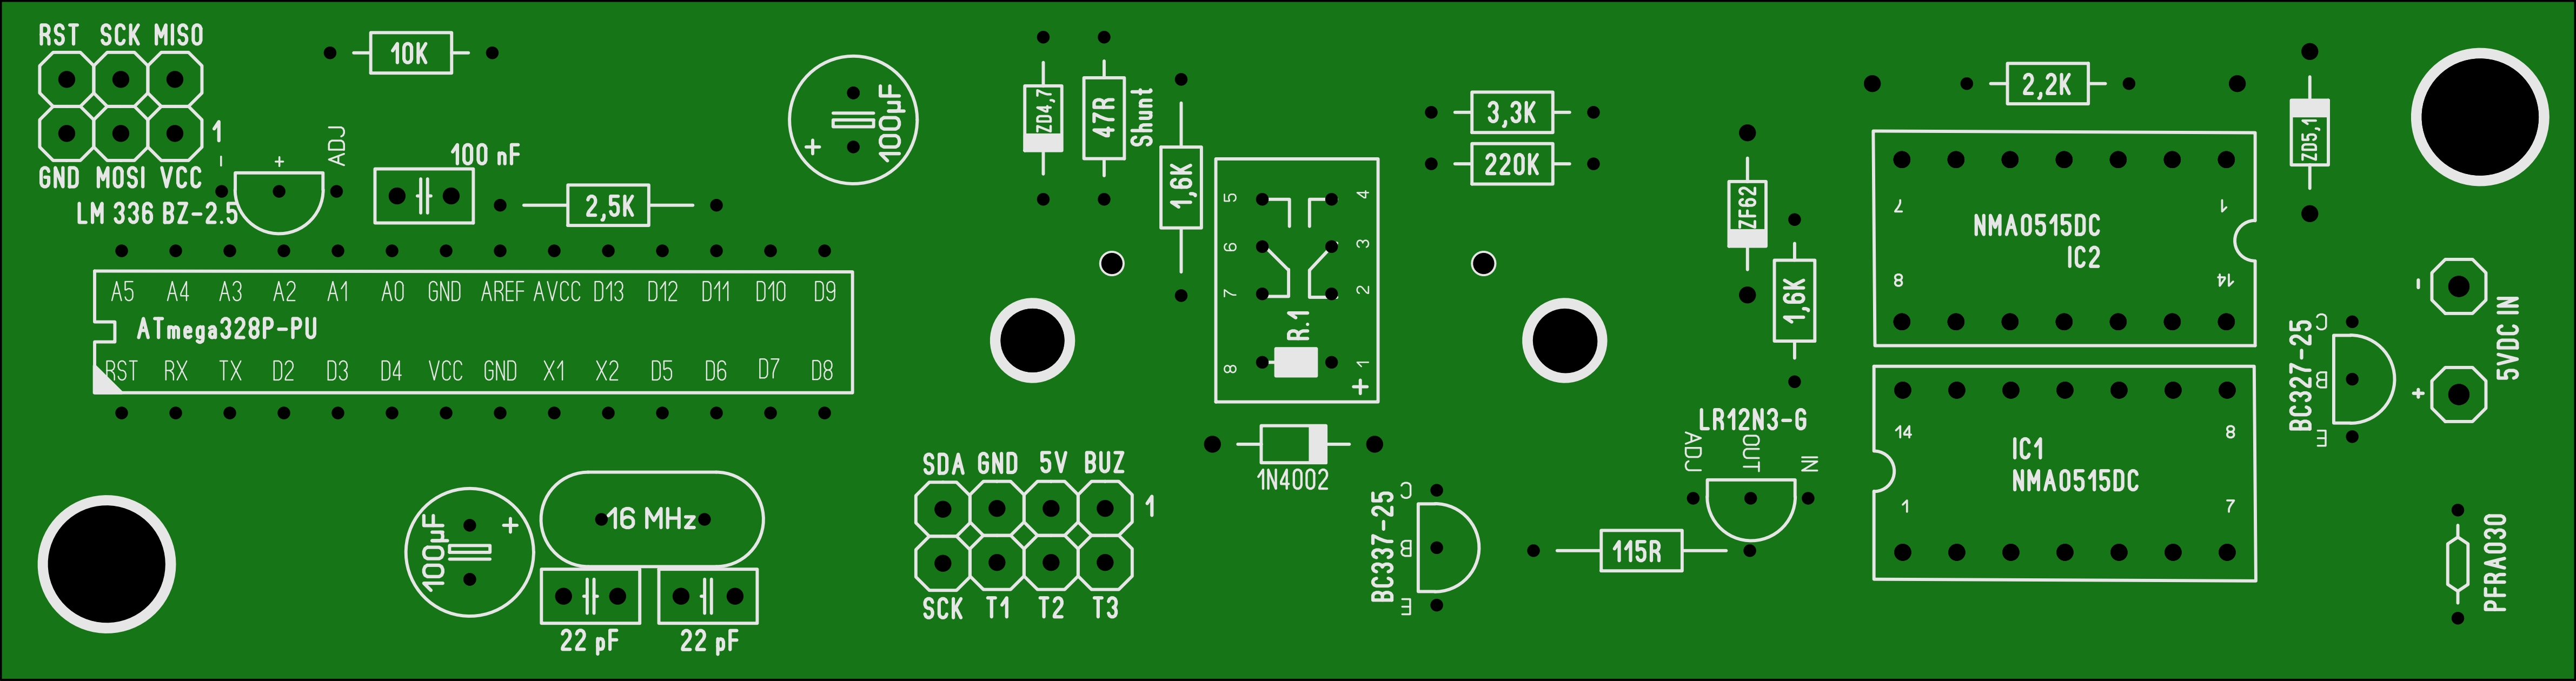 RST SCK MISO
1
GND MOSI VCC
10K
- + ADJ
LM 336 BZ-2.5
100 nF
2,5K
+ 100µF
A5 A4 A3 A2 A1 A0 GND AREF AVCC D13 D12 D11 D10 D9
ATmega328P-PU
RST RX TX D2 D3 D4 VCC GND X1 X2 D5 D6 D7 D8
100µF +
16 MHz
22 pF 22 pF
SDA GND 5V BUZ
1
SCK T1 T2 T3
ZD4,7
47R
Shunt
1,6K
5 4
6 3
7 2
R.1
8 1
+
1N4002
3,3K
220K
C
B
E
BC337-25
115R
ZF62
1,6K
LR12N3-G
ADJ OUT IN
2,2K
7 1
NMA0515DC
IC2
8 14
14 8
IC1
NMA0515DC
1 7
ZD5,1
C
B
E
BC327-25
-
+
5VDC IN
PFRA030